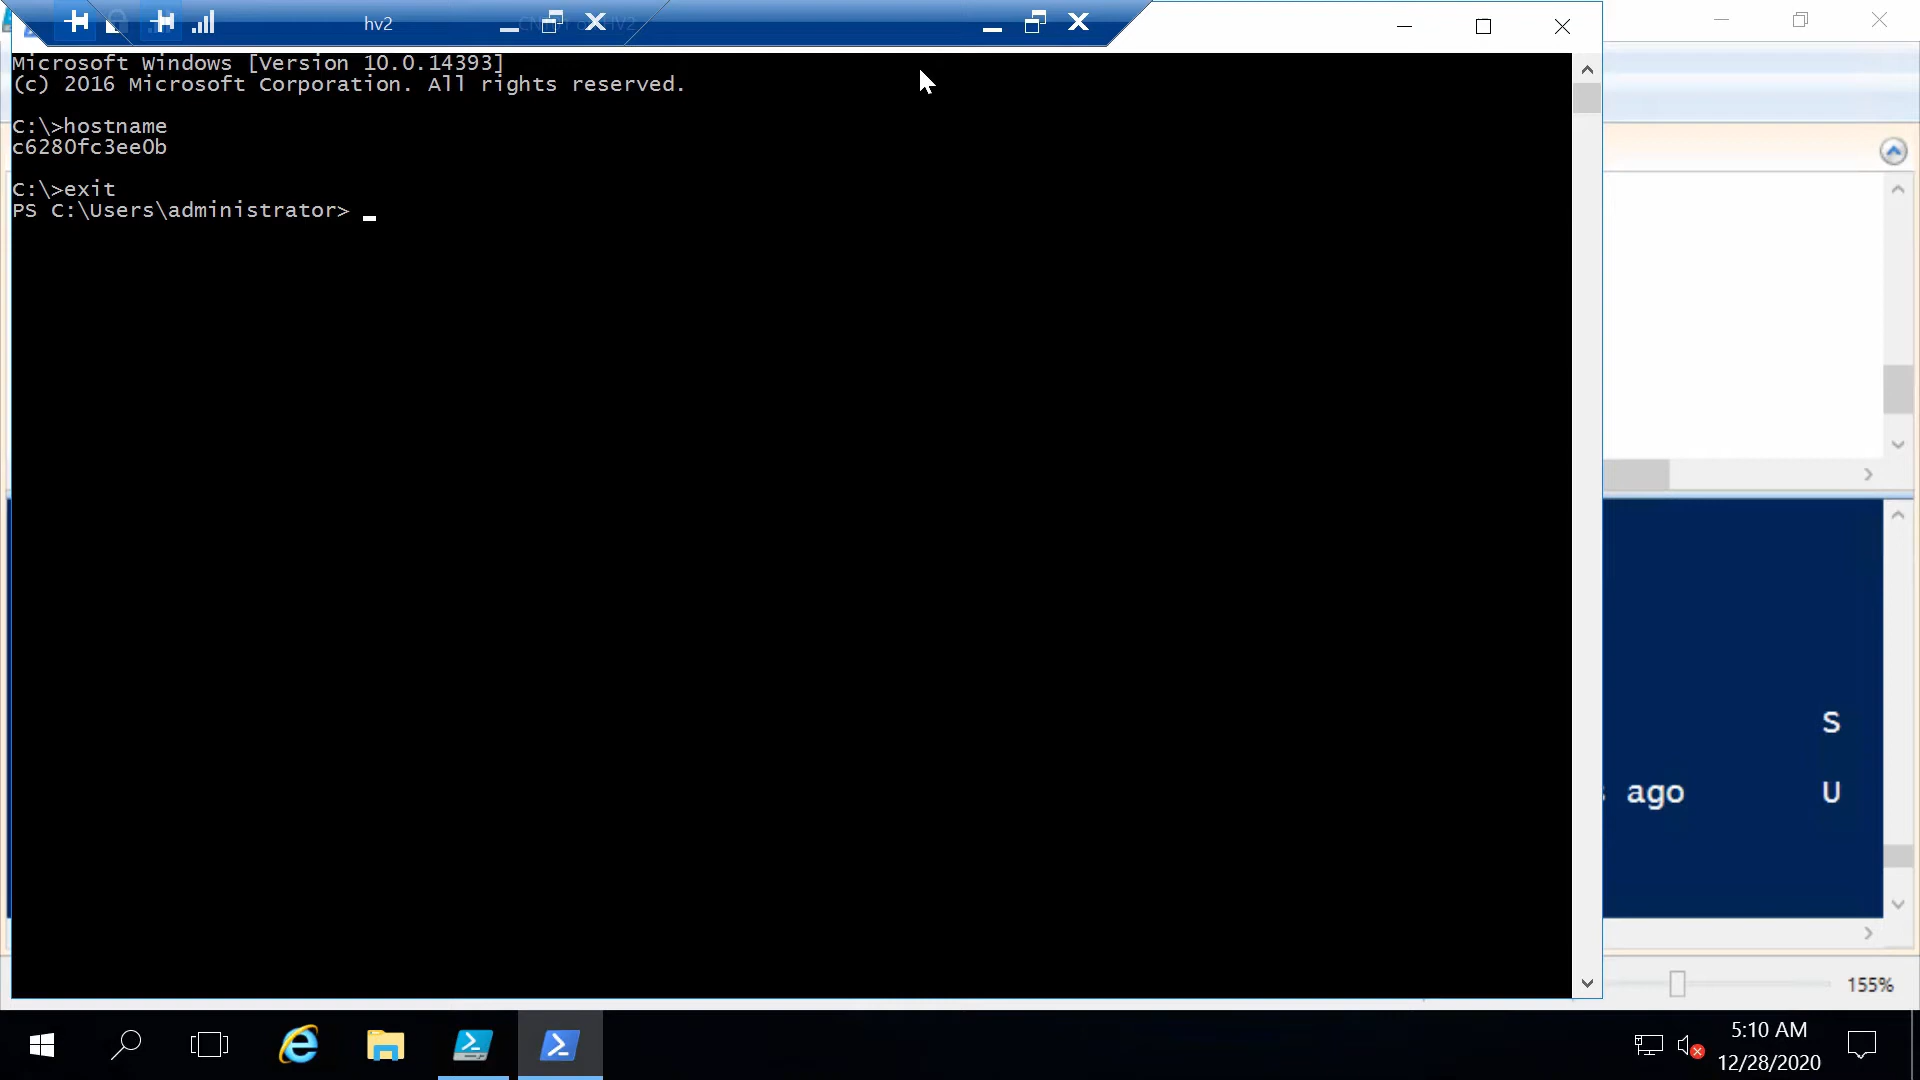 hv2
Microsoft Windows [Version 10.0.14393]
(c) 2016 Microsoft Corporation. All rights reserved.
C:\>hostname
c6280fc3ee0b
C:\>exit
PS C:\Users\administrator>
S
ago U
155%
5:10 AM
12/28/2020